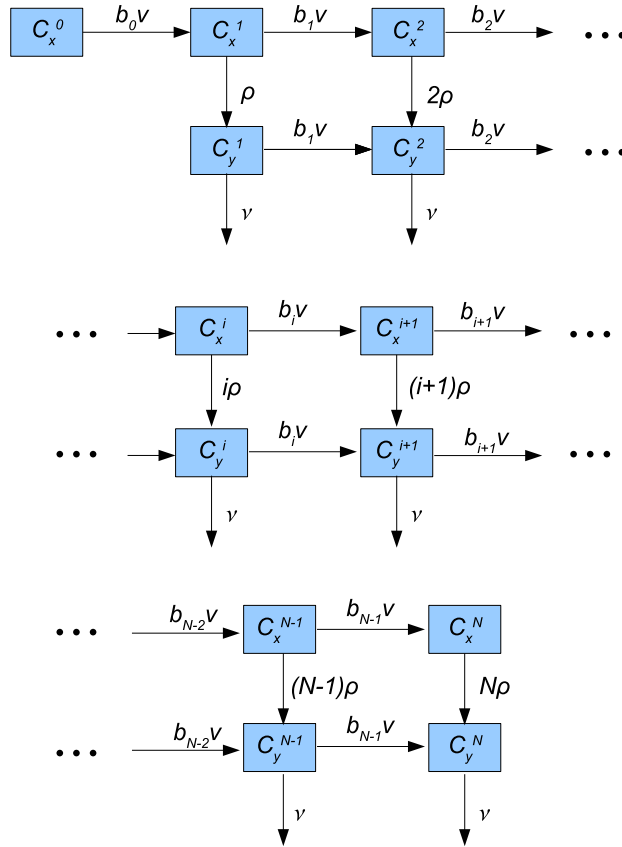 C_x^0 b_0v C_x^1 b_1v C_x^2 b_2v ...
ρ 2ρ
C_y^1 b_1v C_y^2 b_2v ...
ν ν
... C_x^i b_iv C_x^{i+1} b_{i+1}v ...
iρ (i+1)ρ
... C_y^i b_iv C_y^{i+1} b_{i+1}v ...
ν ν
... b_{N-2}v C_x^{N-1} b_{N-1}v C_x^N
(N-1)ρ Nρ
... b_{N-2}v C_y^{N-1} b_{N-1}v C_y^N
ν ν